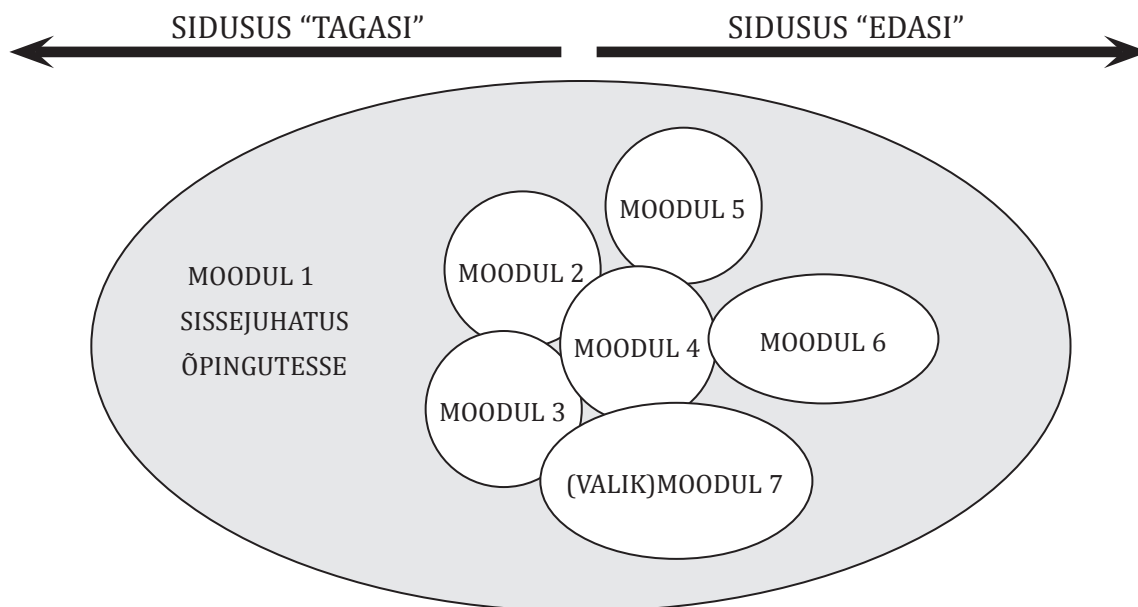 SIDUSUS “TAGASI”
SIDUSUS “EDASI”
MOODUL 5
MOODUL 2
MOODUL 1
SISSEJUHATUS
ÕPINGUTESSE
MOODUL 4
MOODUL 6
MOODUL 3
(VALIK)MOODUL 7